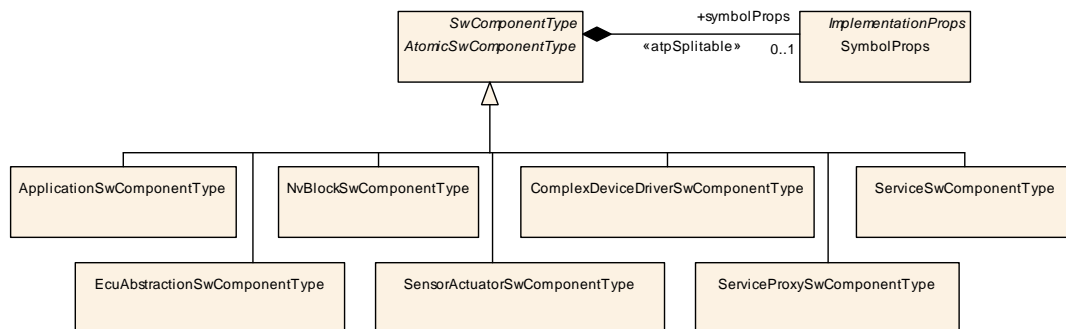 SwComponentType
AtomicSwComponentType
+symbolProps
«atpSplitable»
0..1
ImplementationProps
SymbolProps
ApplicationSwComponentType
NvBlockSwComponentType
ComplexDeviceDriverSwComponentType
ServiceSwComponentType
EcuAbstractionSwComponentType
SensorActuatorSwComponentType
ServiceProxySwComponentType